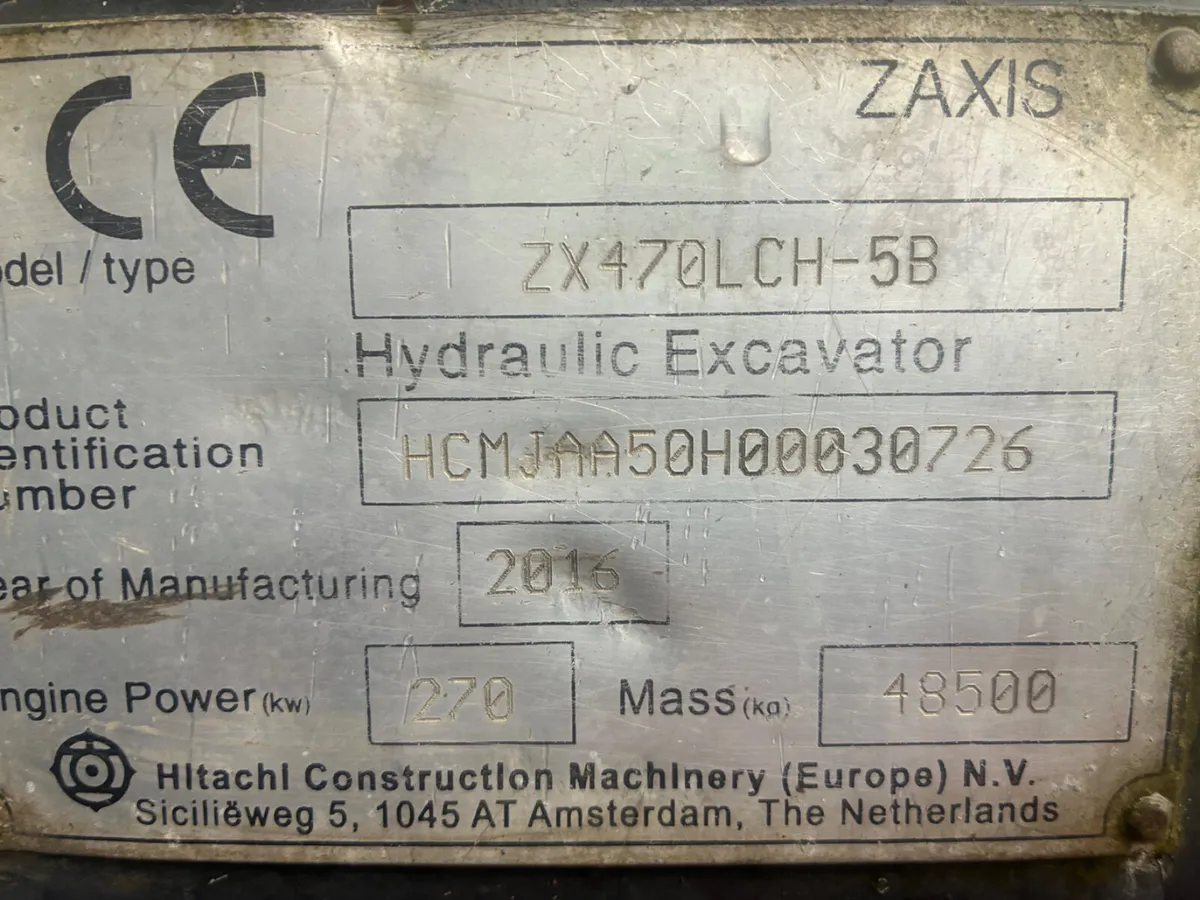 CE
ZAXIS
odel / type
ZX470LCH-5B
Hydraulic Excavator
oduct
entification
umber
HCMJAA50H00030726
ear of Manufacturing
2016
ngine Power (kw)
270
Mass (kg)
48500
Hitachi Construction Machinery (Europe) N.V.
Siciliëweg 5, 1045 AT Amsterdam, The Netherlands